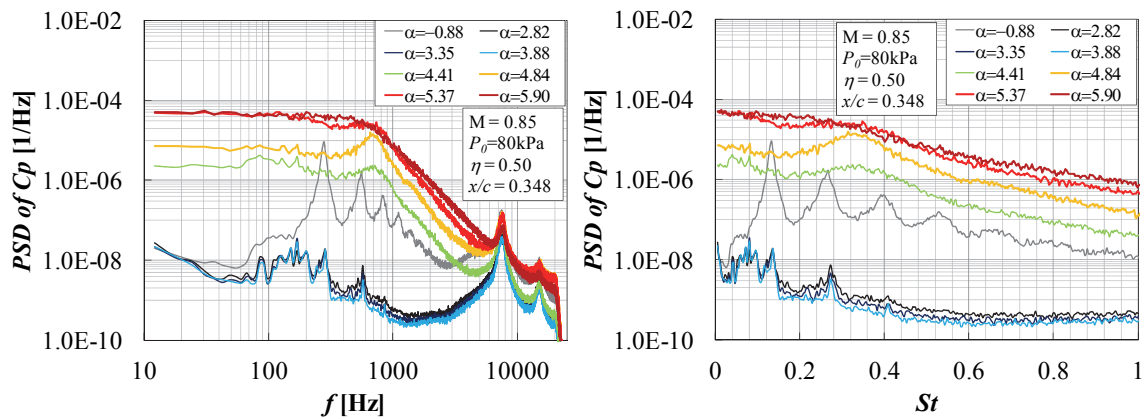 1.0E-02
1.0E-04
1.0E-06
1.0E-08
1.0E-10
PSD of Cp [1/Hz]
α=−0.88 α=2.82
α=3.35 α=3.88
α=4.41 α=4.84
α=5.37 α=5.90
M = 0.85
P0=80kPa
η = 0.50
x/c = 0.348
10 100 1000 10000
f [Hz]
1.0E-02
1.0E-04
1.0E-06
1.0E-08
1.0E-10
PSD of Cp [1/Hz]
M = 0.85
P0=80kPa
η = 0.50
x/c = 0.348
α=−0.88 α=2.82
α=3.35 α=3.88
α=4.41 α=4.84
α=5.37 α=5.90
0 0.2 0.4 0.6 0.8 1
St